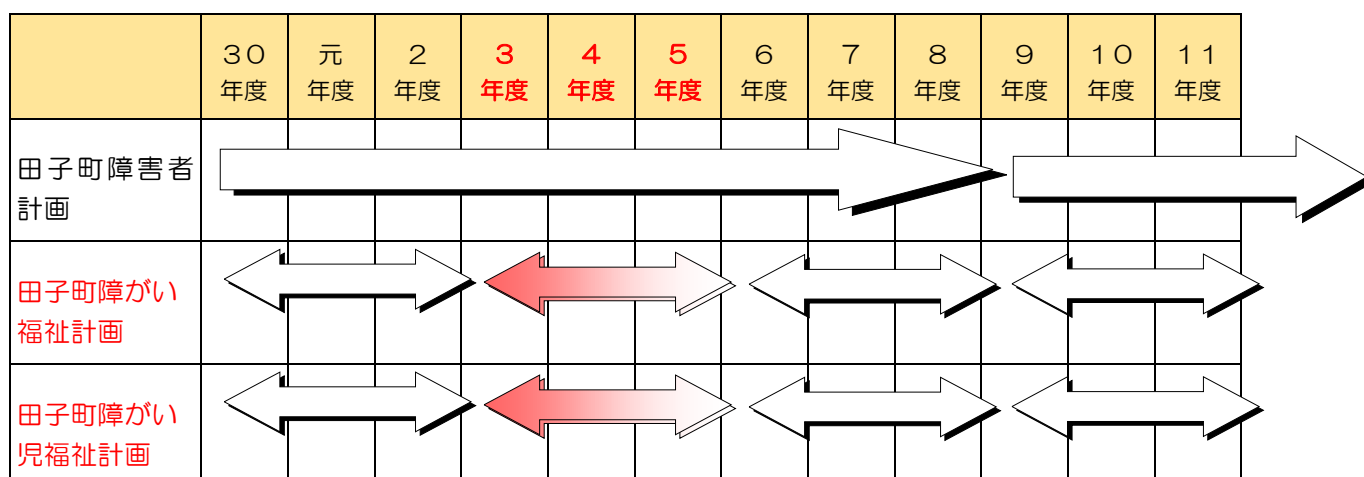 ３０ 元 ２ ３ ４ ５ ６ ７ ８ ９ １０ １１
年度 年度 年度 年度 年度 年度 年度 年度 年度 年度 年度 年度
田子町障害者
計画
田子町障がい
福祉計画
田子町障がい
児福祉計画